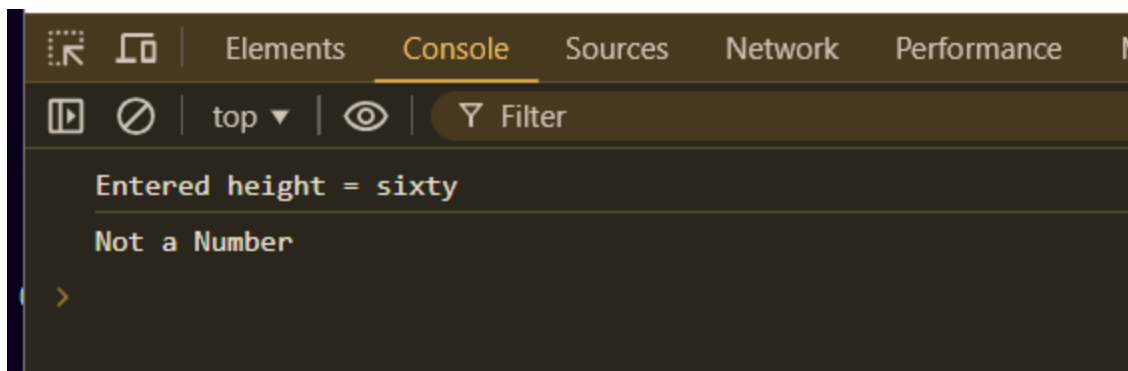 Elements Console Sources Network Performance
top Filter
Entered height = sixty
Not a Number